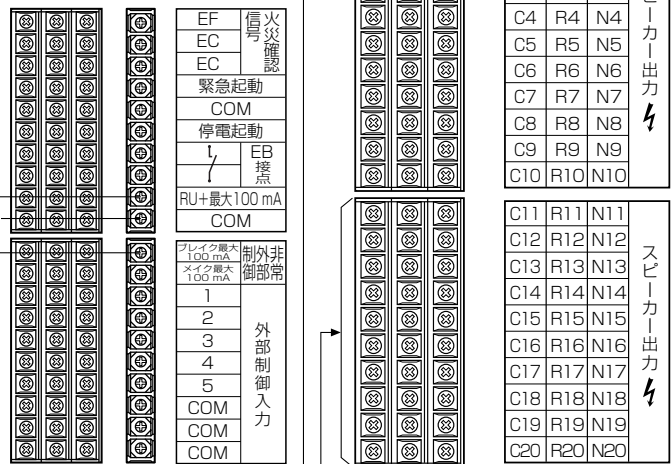 EF
EC
EC
火災確認
信号
緊急起動
COM
停電起動
EB
接点
RU+最大100 mA
COM
ブレイク最大
100 mA
メイク最大
100 mA
非常
外部
制御
1
2
3
4
5
COM
COM
COM
外部制御入力
C4 R4 N4
C5 R5 N5
C6 R6 N6
C7 R7 N7
C8 R8 N8
C9 R9 N9
C10 R10 N10
ピーカー出力
C11 R11 N11
C12 R12 N12
C13 R13 N13
C14 R14 N14
C15 R15 N15
C16 R16 N16
C17 R17 N17
C18 R18 N18
C19 R19 N19
C20 R20 N20
スピーカー出力